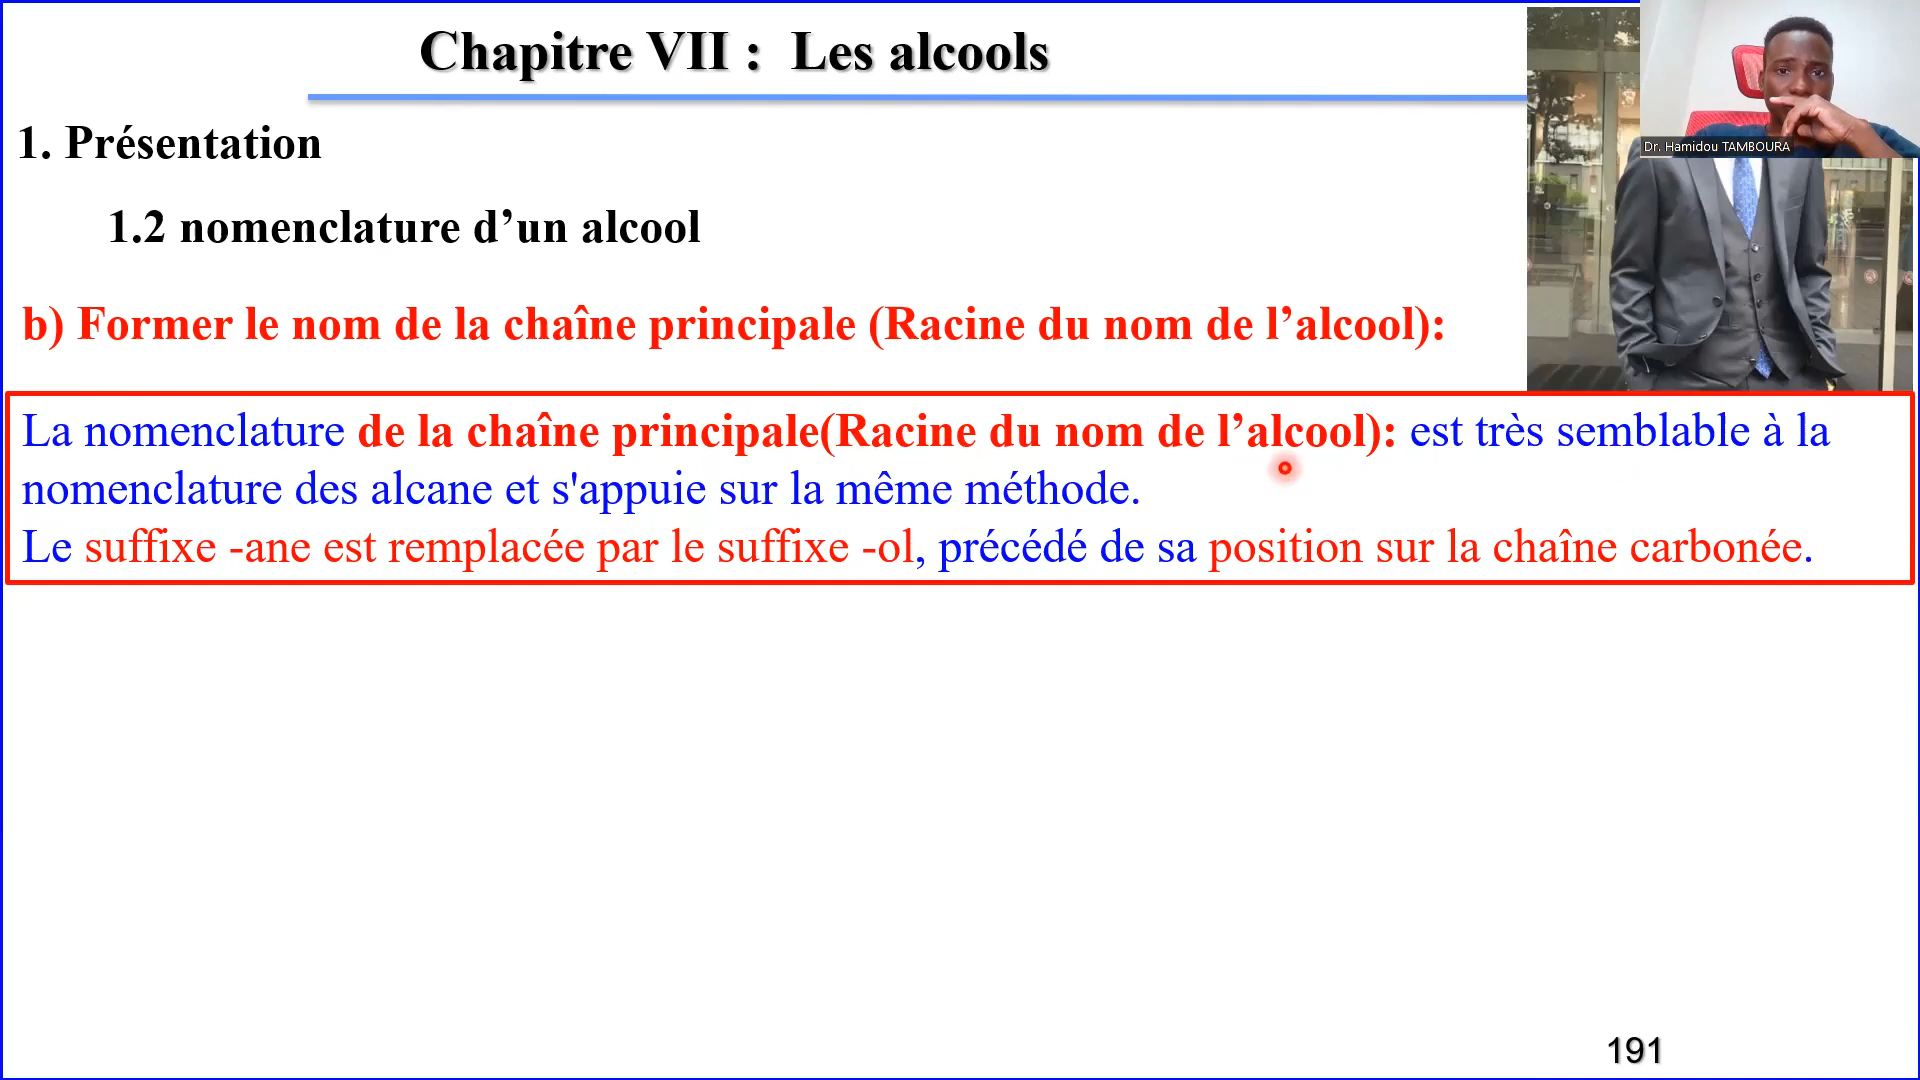 Chapitre VII :  Les alcools
Dr. Hamidou TAMBOURA
1. Présentation
1.2 nomenclature d’un alcool
b) Former le nom de la chaîne principale (Racine du nom de l’alcool):
La nomenclature de la chaîne principale(Racine du nom de l’alcool): est très semblable à la
nomenclature des alcane et s'appuie sur la même méthode.
Le suffixe -ane est remplacée par le suffixe -ol, précédé de sa position sur la chaîne carbonée.
191